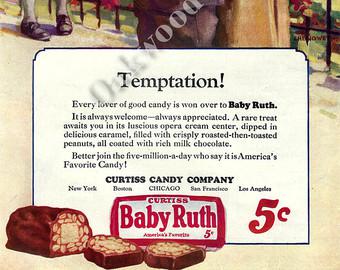 Oakwood
Temptation!
Every lover of good candy is won over to Baby Ruth.
It is always welcome—always appreciated. A rare treat
awaits you in its luscious opera cream center, dipped in
delicious caramel, filled with crisply roasted-then-toasted
peanuts, all coated with rich milk chocolate.
Better join the five-million-a-day who say it is America's
Favorite Candy!
CURTISS CANDY COMPANY
New York Boston CHICAGO San Francisco Los Angeles
CURTISS
Baby Ruth
America's Favorite 5¢
5¢